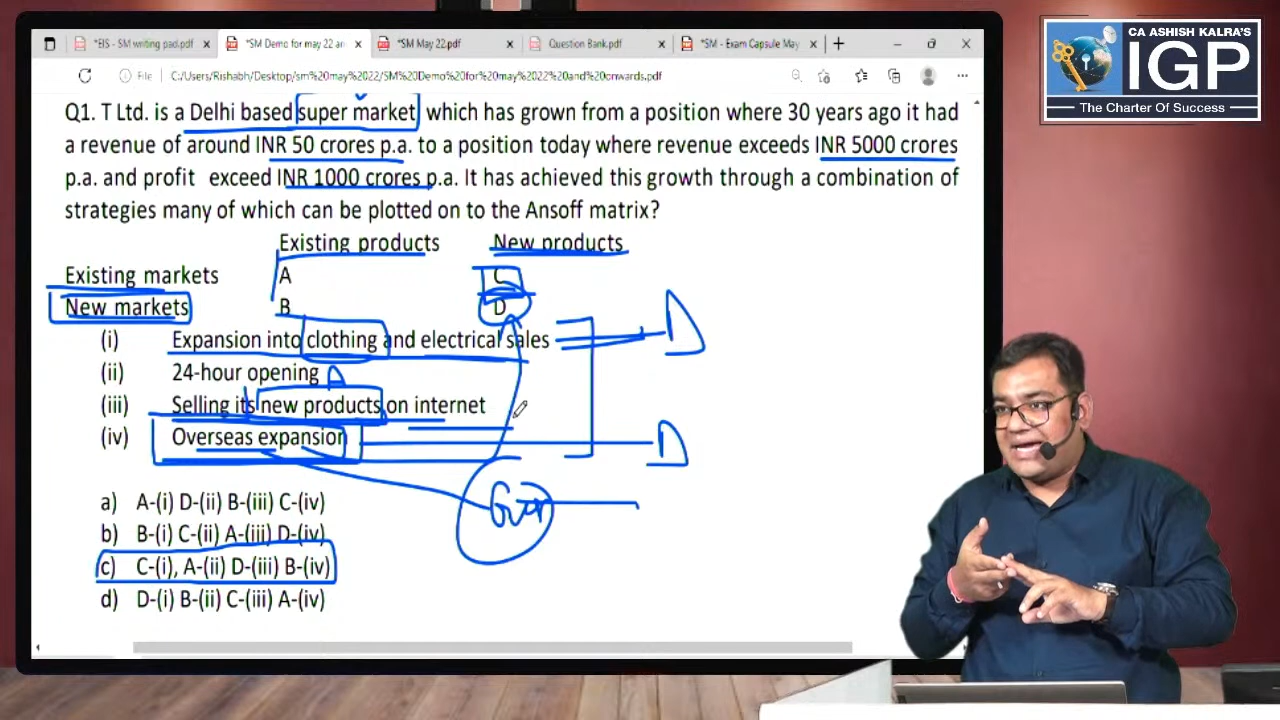 *EIS - SM writing pad.pdf
*SM Demo for may 22 an
*SM May 22.pdf
Question Bank.pdf
*SM - Exam Capsule May
File
C:/Users/Rishabh/Desktop/sm%20may%2022/SM%20Demo%20for%20may%2022%20and%20onwards.pdf
CA ASHISH KALRA'S
IGP
The Charter Of Success
Q1. T Ltd. is a Delhi based super market which has grown from a position where 30 years ago it had
a revenue of around INR 50 crores p.a. to a position today where revenue exceeds INR 5000 crores
p.a. and profit exceed INR 1000 crores p.a. It has achieved this growth through a combination of
strategies many of which can be plotted on to the Ansoff matrix?
Existing products New products
Existing markets A C
New markets B D
(i) Expansion into clothing and electrical sales D
(ii) 24-hour opening A
(iii) Selling its new products on internet
(iv) Overseas expansion D
a) A-(i) D-(ii) B-(iii) C-(iv)
b) B-(i) C-(ii) A-(iii) D-(iv)
c) C-(i), A-(ii) D-(iii) B-(iv)
d) D-(i) B-(ii) C-(iii) A-(iv)